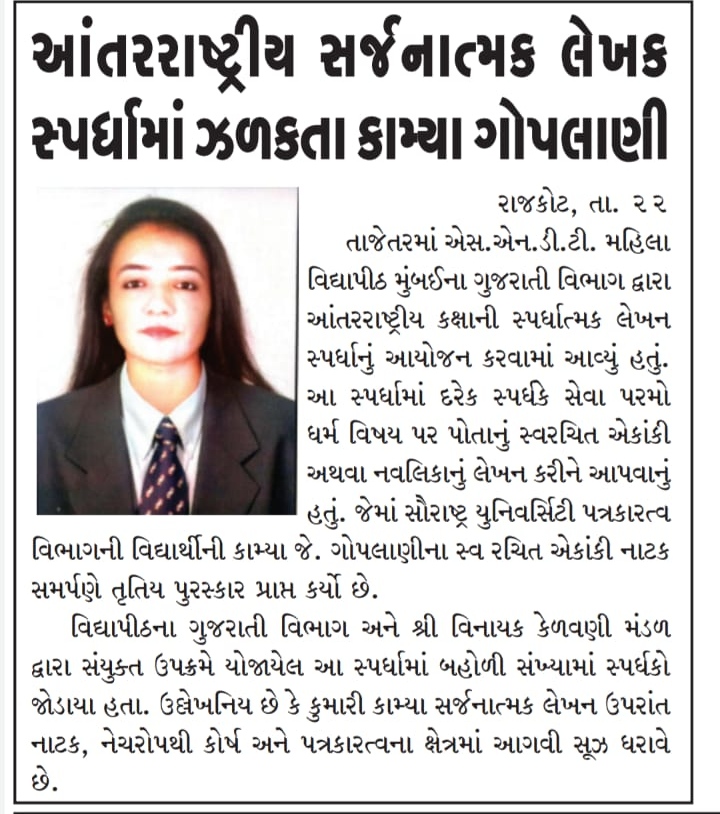 આંતરરાષ્ટ્રીય સર્જનાત્મક લેખક
સ્પર્ધામાં ઝળકતા કામ્યા ગોપલાણી
રાજકોટ, તા. ૨૨
તાજેતરમાં એસ.એન.ડી.ટી. મહિલા
વિદ્યાપીઠ મુંબઈના ગુજરાતી વિભાગ દ્વારા
આંતરરાષ્ટ્રીય કક્ષાની સ્પર્ધાત્મક લેખન
સ્પર્ધાનું આયોજન કરવામાં આવ્યું હતું.
આ સ્પર્ધામાં દરેક સ્પર્ધકે સેવા પરમો
ધર્મ વિષય પર પોતાનું સ્વરચિત એકાંકી
અથવા નવલિકાનું લેખન કરીને આપવાનું
હતું. જેમાં સૌરાષ્ટ્ર યુનિવર્સિટી પત્રકારત્વ
વિભાગની વિદ્યાર્થીની કામ્યા જે. ગોપલાણીના સ્વ રચિત એકાંકી નાટક
સમર્પણે તૃતિય પુરસ્કાર પ્રાપ્ત કર્યો છે.
વિદ્યાપીઠના ગુજરાતી વિભાગ અને શ્રી વિનાયક કેળવણી મંડળ
દ્વારા સંયુક્ત ઉપક્રમે યોજાયેલ આ સ્પર્ધામાં બહોળી સંખ્યામાં સ્પર્ધકો
જોડાયા હતા. ઉલ્લેખનિય છે કે કુમારી કામ્યા સર્જનાત્મક લેખન ઉપરાંત
નાટક, નેચરોપથી કોર્ષ અને પત્રકારત્વના ક્ષેત્રમાં આગવી સૂઝ ધરાવે
છે.